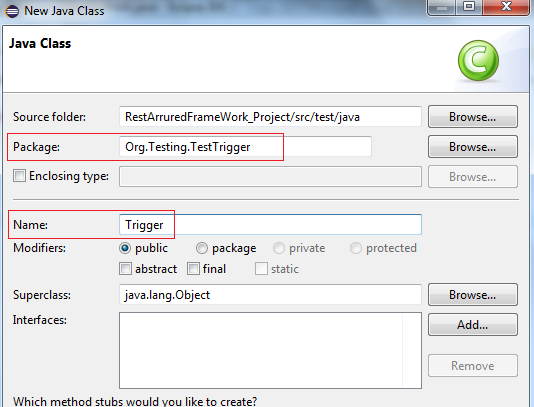 New Java Class
Java Class
C
Source folder: RestArruredFrameWork_Project/src/test/java Browse...
Package: Org.Testing.TestTrigger Browse...
Enclosing type: Browse...
Name: Trigger
Modifiers: public package private protected
abstract final static
Superclass: java.lang.Object Browse...
Interfaces: Add...
Remove
Which method stubs would you like to create?